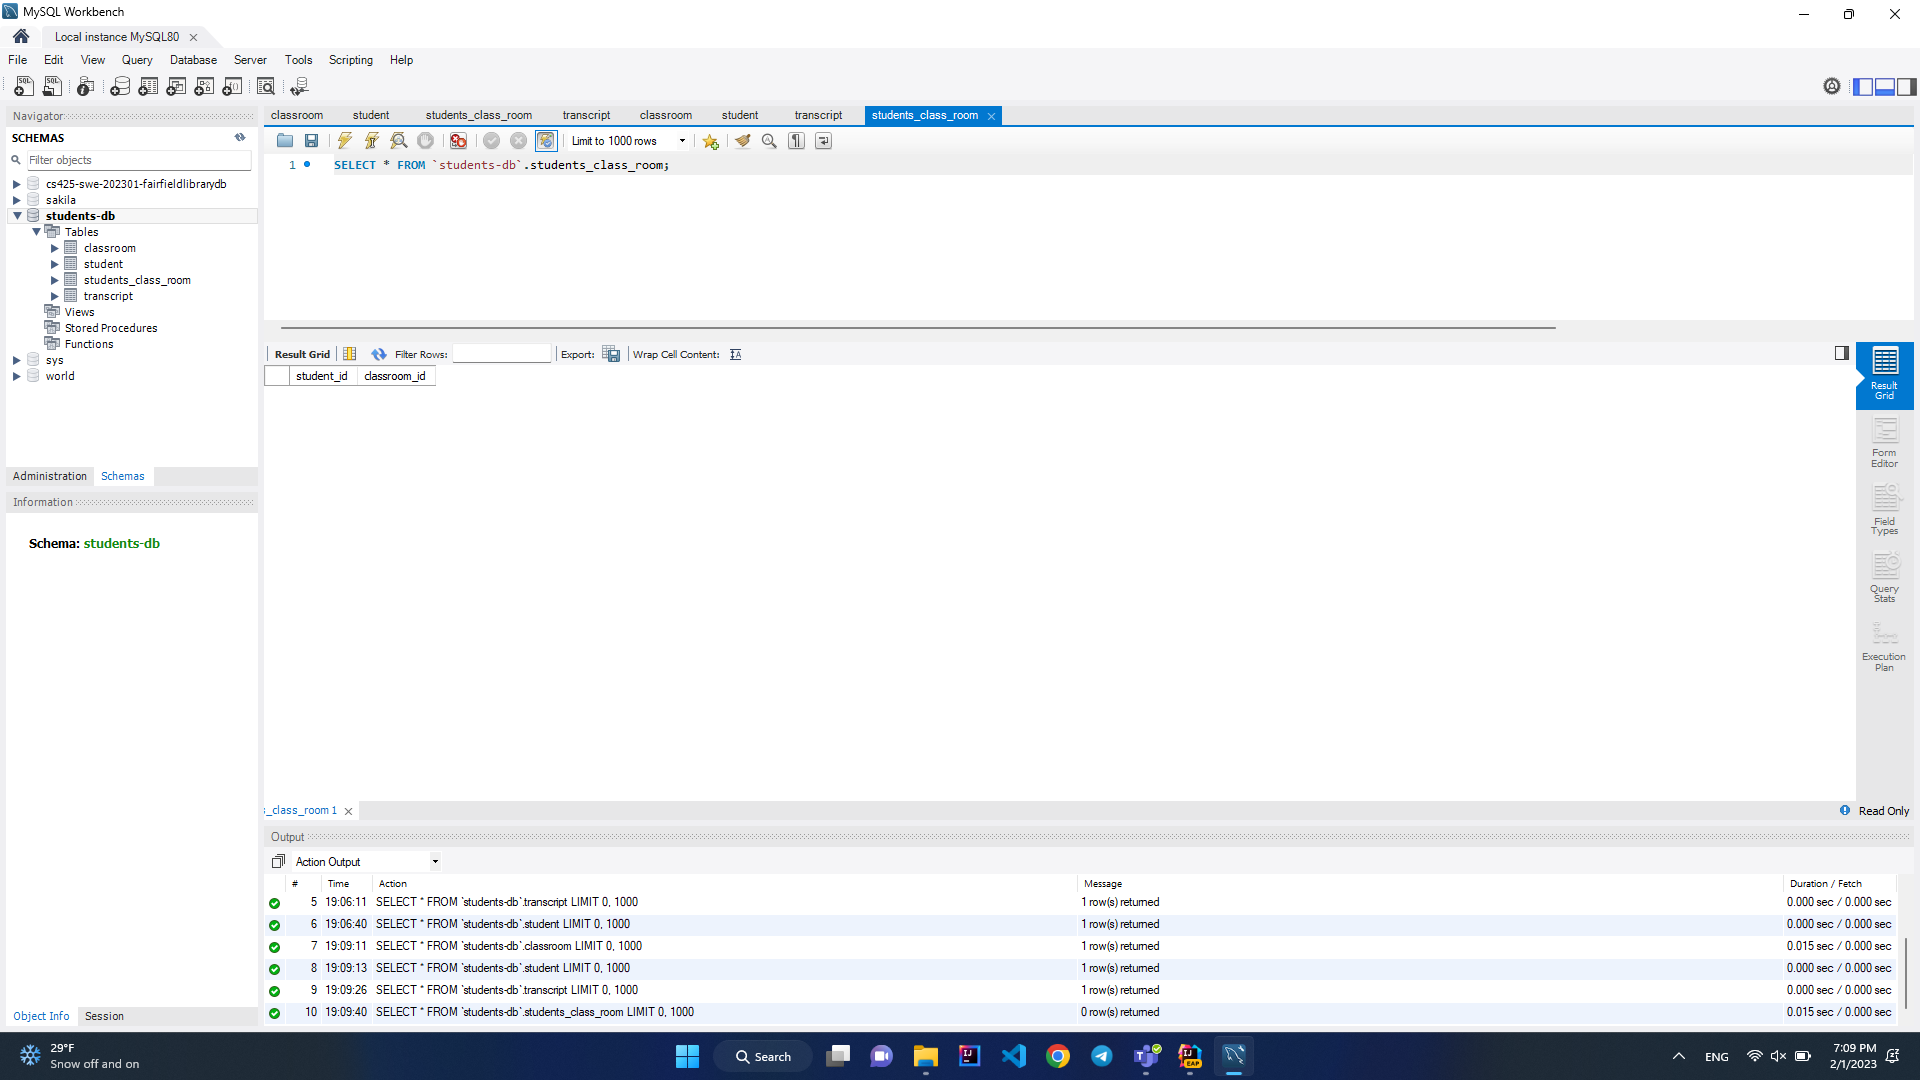 MySQL Workbench
Local instance MySQL80
File Edit View Query Database Server Tools Scripting Help
Navigator
SCHEMAS
Filter objects
cs425-swe-202301-fairfieldlibrarydb
sakila
students-db
Tables
classroom
student
students_class_room
transcript
Views
Stored Procedures
Functions
sys
world
Administration Schemas
Information
Schema: students-db
Object Info Session
classroom student students_class_room transcript classroom student transcript students_class_room
Limit to 1000 rows
1 SELECT * FROM `students-db`.students_class_room;
Result Grid Filter Rows: Export: Wrap Cell Content:
student_id classroom_id
Result
Grid
Form
Editor
Field
Types
Query
Stats
Execution
Plan
s_class_room 1
Read Only
Output
Action Output
# Time Action Message Duration / Fetch
5 19:06:11 SELECT * FROM `students-db`.transcript LIMIT 0, 1000 1 row(s) returned 0.000 sec / 0.000 sec
6 19:06:40 SELECT * FROM `students-db`.student LIMIT 0, 1000 1 row(s) returned 0.000 sec / 0.000 sec
7 19:09:11 SELECT * FROM `students-db`.classroom LIMIT 0, 1000 1 row(s) returned 0.015 sec / 0.000 sec
8 19:09:13 SELECT * FROM `students-db`.student LIMIT 0, 1000 1 row(s) returned 0.000 sec / 0.000 sec
9 19:09:26 SELECT * FROM `students-db`.transcript LIMIT 0, 1000 1 row(s) returned 0.000 sec / 0.000 sec
10 19:09:40 SELECT * FROM `students-db`.students_class_room LIMIT 0, 1000 0 row(s) returned 0.015 sec / 0.000 sec
29°F
Snow off and on
Search
ENG
7:09 PM
2/1/2023